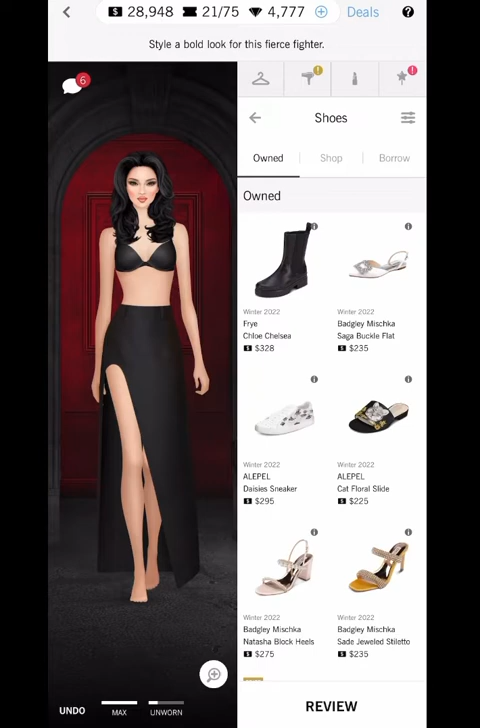 $ 28,948 21/75 4,777 Deals ?
Style a bold look for this fierce fighter.
6
! !
Shoes
Owned Shop Borrow
Owned
Winter 2022
Frye
Chloe Chelsea
$ $328
Winter 2022
Badgley Mischka
Saga Buckle Flat
$ $235
Winter 2022
ALEPEL
Daisies Sneaker
$ $295
Winter 2022
ALEPEL
Cat Floral Slide
$ $225
Winter 2022
Badgley Mischka
Natasha Block Heels
$ $275
Winter 2022
Badgley Mischka
Sade Jeweled Stiletto
$ $235
UNDO MAX UNWORN
REVIEW